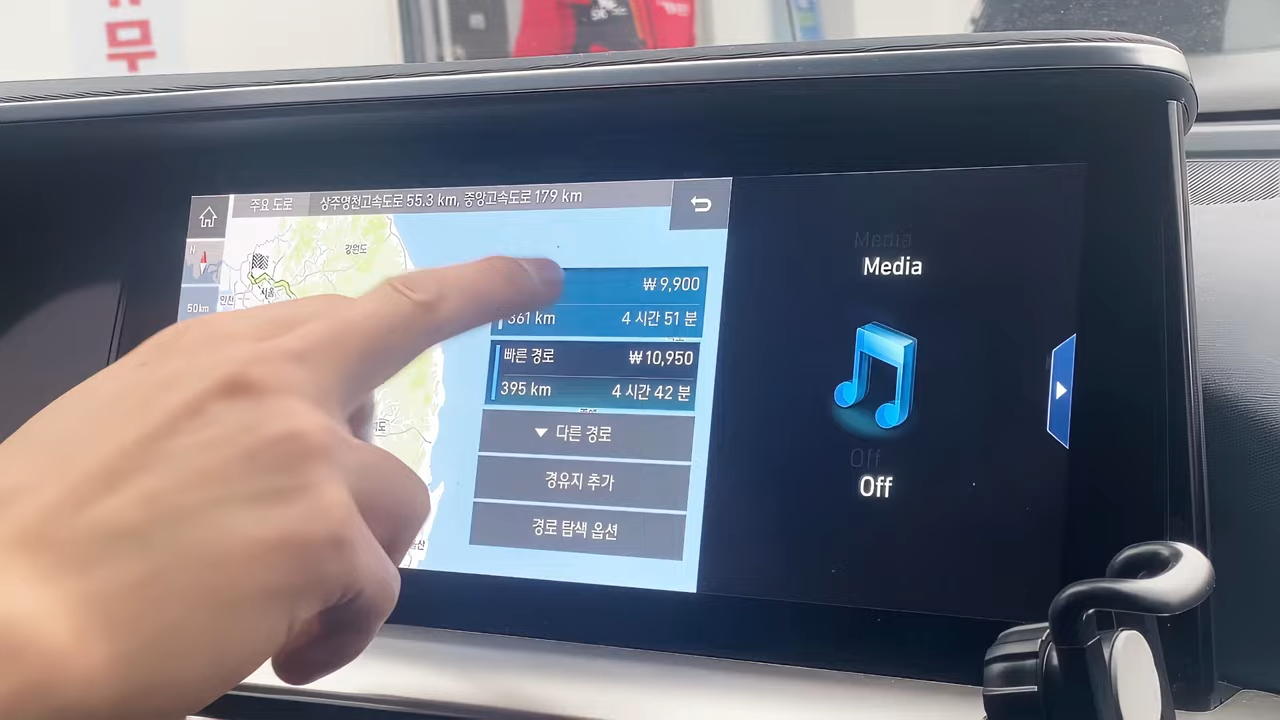 무
주요 도로
상주영천고속도로 55.3 km, 중앙고속도로 179 km
N
50km
강원도
서울
인천
₩ 9,900
361 km
4 시간 51 분
빠른 경로
₩ 10,950
395 km
4 시간 42 분
다른 경로
경유지 추가
경로 탐색 옵션
Media
Off